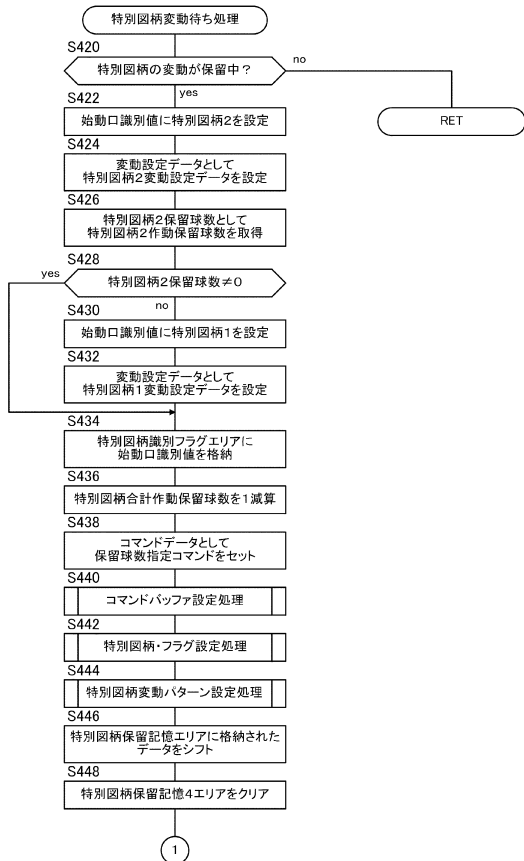 特別図柄変動待ち処理
S420
特別図柄の変動が保留中？
no
yes
RET
S422
始動口識別値に特別図柄2を設定
S424
変動設定データとして
特別図柄2変動設定データを設定
S426
特別図柄2保留球数として
特別図柄2作動保留球数を取得
S428
yes
特別図柄2保留球数≠0
no
S430
始動口識別値に特別図柄1を設定
S432
変動設定データとして
特別図柄1変動設定データを設定
S434
特別図柄識別フラグエリアに
始動口識別値を格納
S436
特別図柄合計作動保留球数を1減算
S438
コマンドデータとして
保留球数指定コマンドをセット
S440
コマンドバッファ設定処理
S442
特別図柄・フラグ設定処理
S444
特別図柄変動パターン設定処理
S446
特別図柄保留記憶エリアに格納された
データをシフト
S448
特別図柄保留記憶4エリアをクリア
1